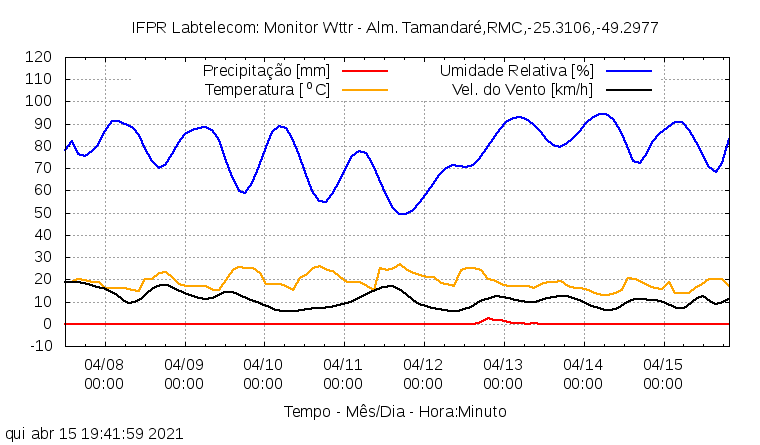 IFPR Labtelecom: Monitor Wttr - Alm. Tamandaré,RMC,-25.3106,-49.2977
120
110
100
90
80
70
60
50
40
30
20
10
0
-10
Precipitação [mm]
Temperatura [⁰C]
Umidade Relativa [%]
Vel. do Vento [km/h]
04/08 04/09 04/10 04/11 04/12 04/13 04/14 04/15
00:00 00:00 00:00 00:00 00:00 00:00 00:00 00:00
Tempo - Mês/Dia - Hora:Minuto
qui abr 15 19:41:59 2021